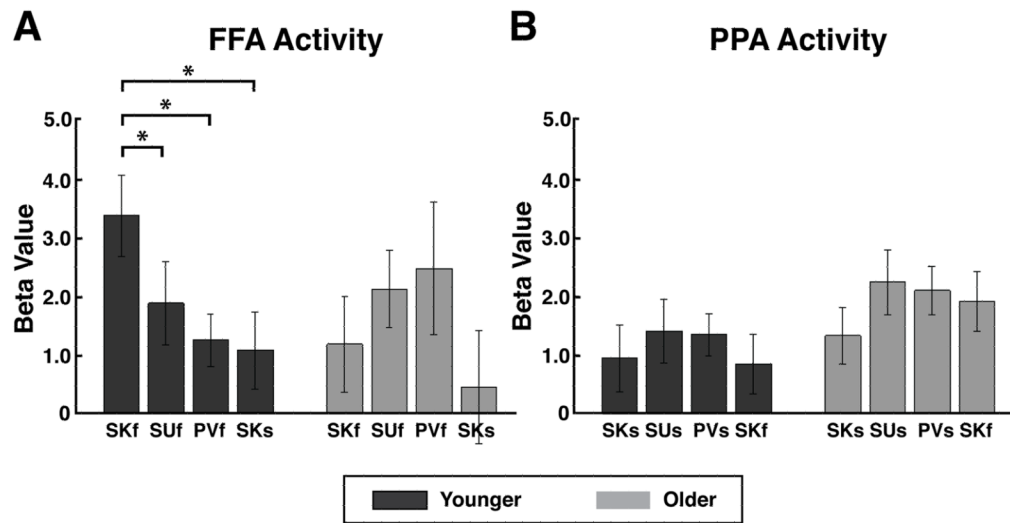 A
FFA Activity
*
*
*
Beta Value
5.0
4.0
3.0
2.0
1.0
0
SKf SUf PVf SKs
SKf SUf PVf SKs
B
PPA Activity
Beta Value
5.0
4.0
3.0
2.0
1.0
0
SKs SUs PVs SKf
SKs SUs PVs SKf
Younger
Older